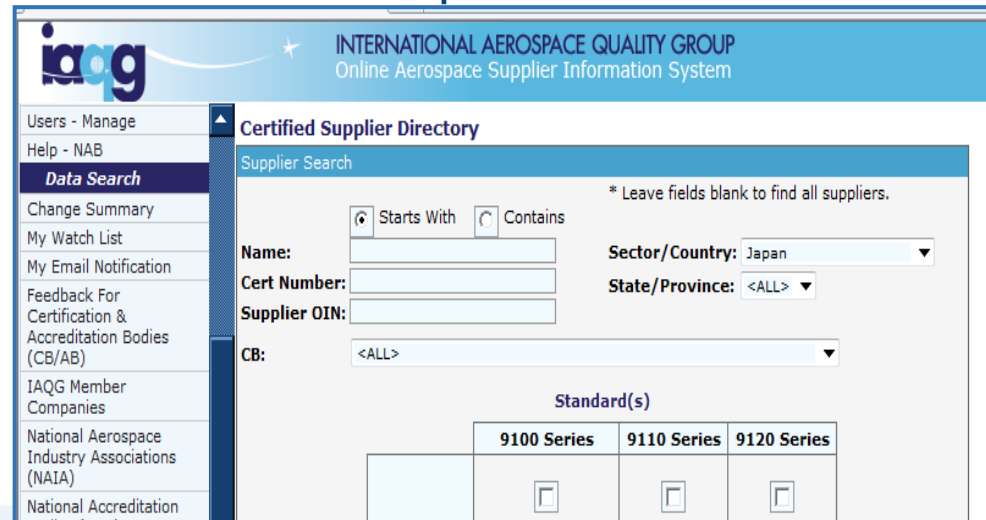 iaqg
INTERNATIONAL AEROSPACE QUALITY GROUP
Online Aerospace Supplier Information System
Users - Manage
Help - NAB
Data Search
Change Summary
My Watch List
My Email Notification
Feedback For
Certification &
Accreditation Bodies
(CB/AB)
IAQG Member
Companies
National Aerospace
Industry Associations
(NAIA)
National Accreditation
Certified Supplier Directory
Supplier Search
* Leave fields blank to find all suppliers.
Starts With Contains
Name: Sector/Country: Japan
Cert Number: State/Province: <ALL>
Supplier OIN:
CB: <ALL>
Standard(s)
9100 Series 9110 Series 9120 Series